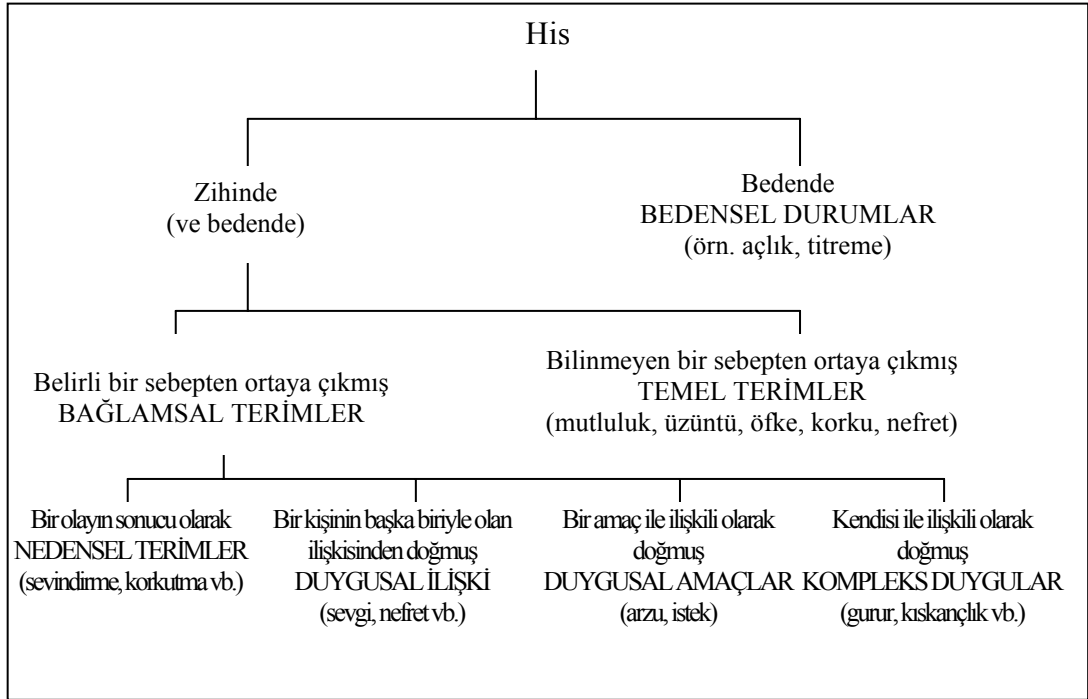 His
Zihinde
(ve bedende)
Bedende
BEDENSEL DURUMLAR
(örn. açlık, titreme)
Belirli bir sebepten ortaya çıkmış
BAĞLAMSAL TERİMLER
Bilinmeyen bir sebepten ortaya çıkmış
TEMEL TERİMLER
(mutluluk, üzüntü, öfke, korku, nefret)
Bir olayın sonucu olarak
NEDENSEL TERİMLER
(sevindirme, korkutma vb.)
Bir kişinin başka biriyle olan
ilişkisinden doğmuş
DUYGUSAL İLİŞKİ
(sevgi, nefret vb.)
Bir amaç ile ilişkili olarak
doğmuş
DUYGUSAL AMAÇLAR
(arzu, istek)
Kendisi ile ilişkili olarak
doğmuş
KOMPLEKS DUYGULAR
(gurur, kıskançlık vb.)